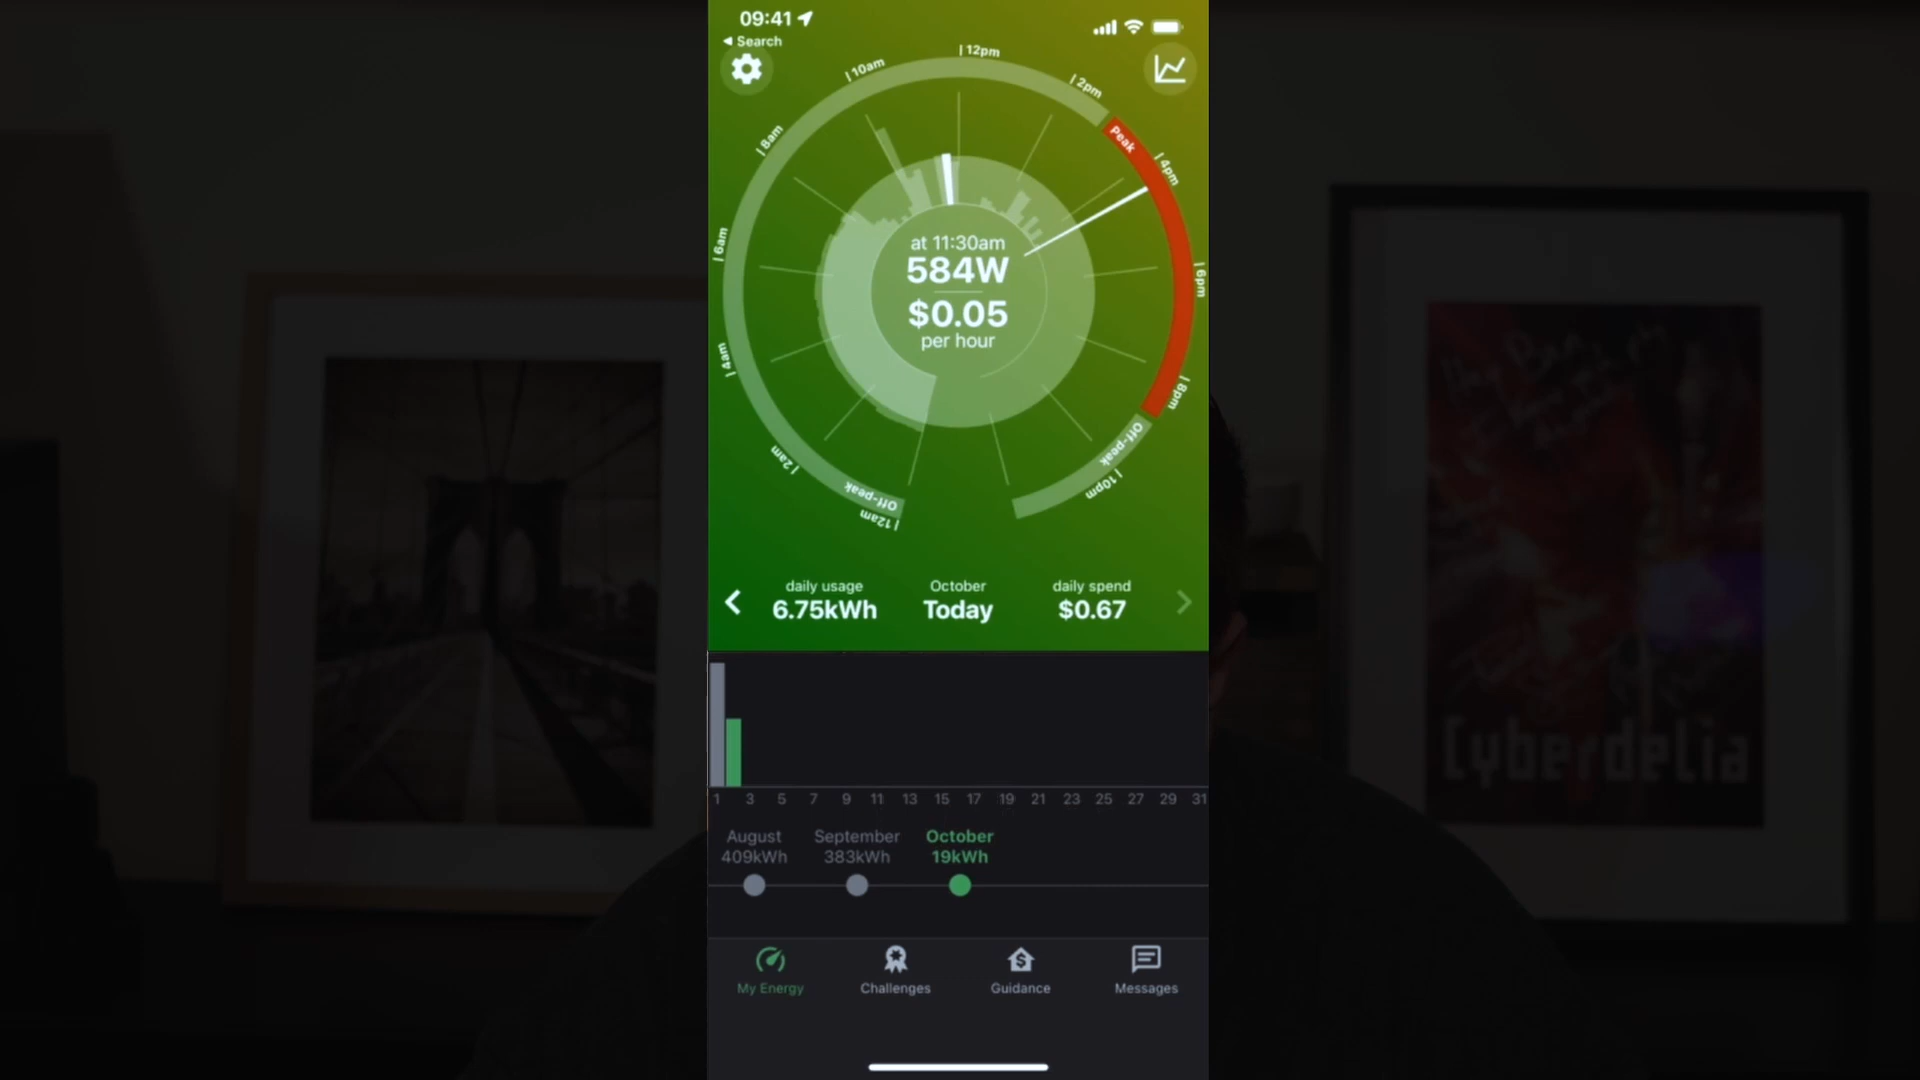 09:41
Search
12pm
10am
2pm
Peak
8am
4pm
6am
at 11:30am
584W
6pm
$0.05
per hour
4am
8pm
Off-peak
2am
10pm
Off-peak
12am
daily usage
October
daily spend
6.75kWh
Today
$0.67
1 3 5 7 9 11 13 15 17 19 21 23 25 27 29 31
August
September
October
409kWh
383kWh
19kWh
My Energy
Challenges
Guidance
Messages
Cyberdelia